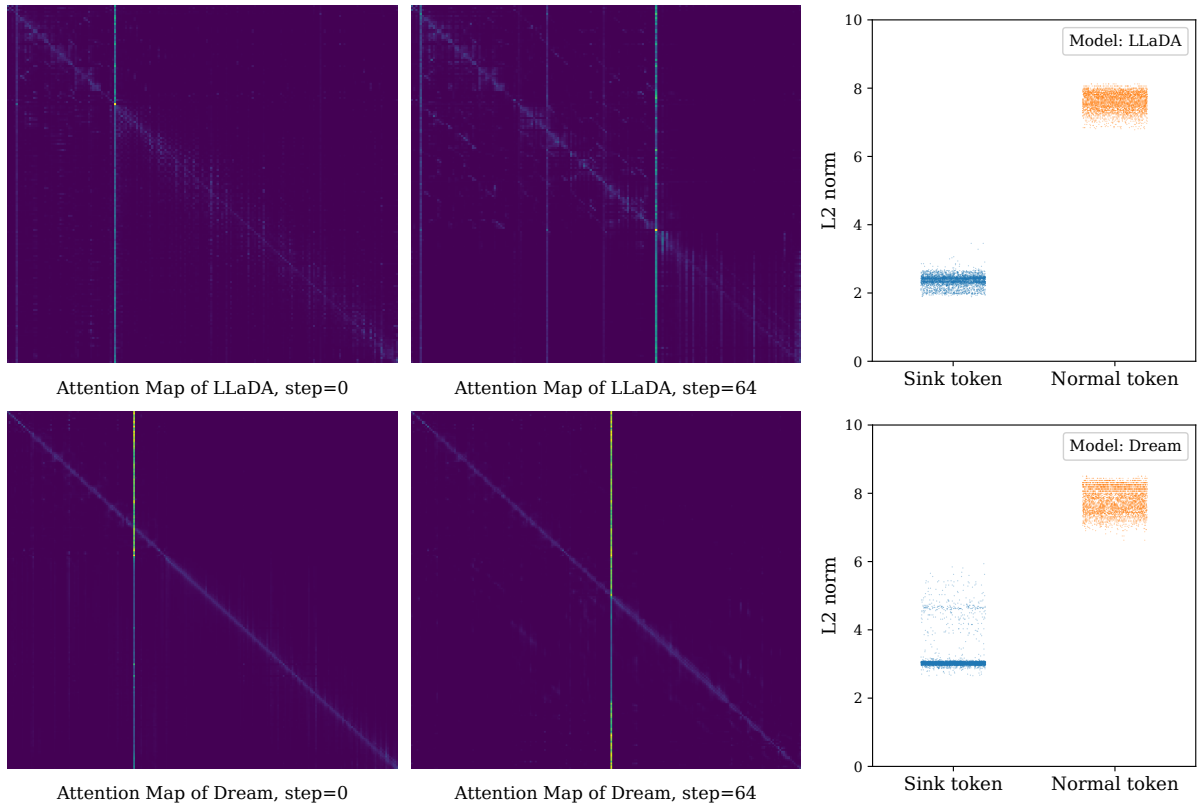 Attention Map of LLaDA, step=0
Attention Map of LLaDA, step=64
10
8
6
4
2
0
L2 norm
Model: LLaDA
Sink token
Normal token
Attention Map of Dream, step=0
Attention Map of Dream, step=64
10
8
6
4
2
0
L2 norm
Model: Dream
Sink token
Normal token